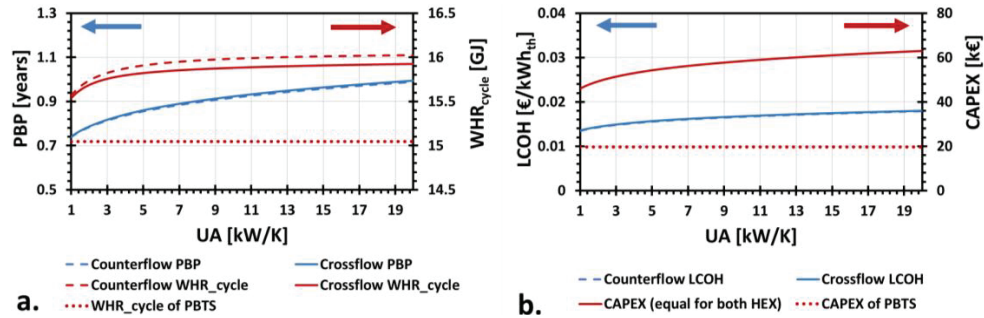 1.3
1.1
0.9
0.7
0.5
PBP [years]
16.5
16
15.5
15
14.5
WHRcycle [GJ]
1 3 5 7 9 11 13 15 17 19
UA [kW/K]
Counterflow PBP
Crossflow PBP
Counterflow WHR_cycle
Crossflow WHR_cycle
WHR_cycle of PBTS
a.
0.04
0.03
0.02
0.01
0
LCOH [€/kWhth]
80
60
40
20
0
CAPEX [k€]
1 3 5 7 9 11 13 15 17 19
UA [kW/K]
Counterflow LCOH
Crossflow LCOH
CAPEX (equal for both HEX)
CAPEX of PBTS
b.